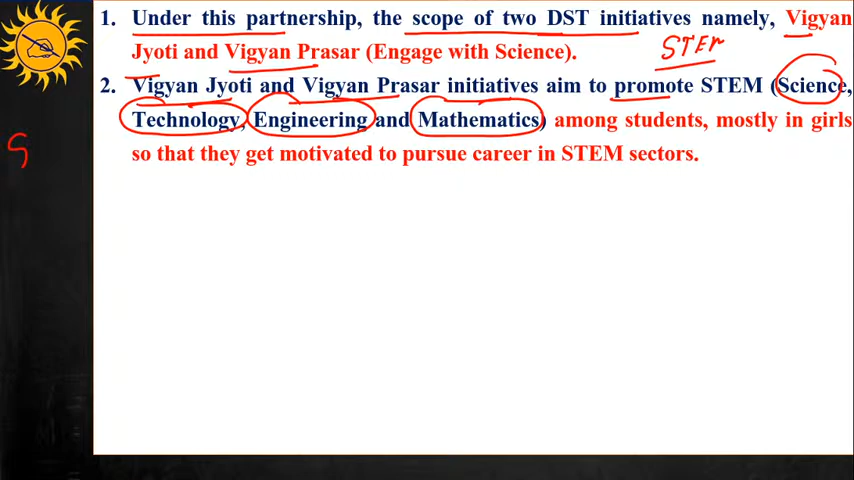 1. Under this partnership, the scope of two DST initiatives namely, Vigyan
Jyoti and Vigyan Prasar (Engage with Science).
STEM
2. Vigyan Jyoti and Vigyan Prasar initiatives aim to promote STEM (Science,
Technology, Engineering and Mathematics) among students, mostly in girls
S
so that they get motivated to pursue career in STEM sectors.